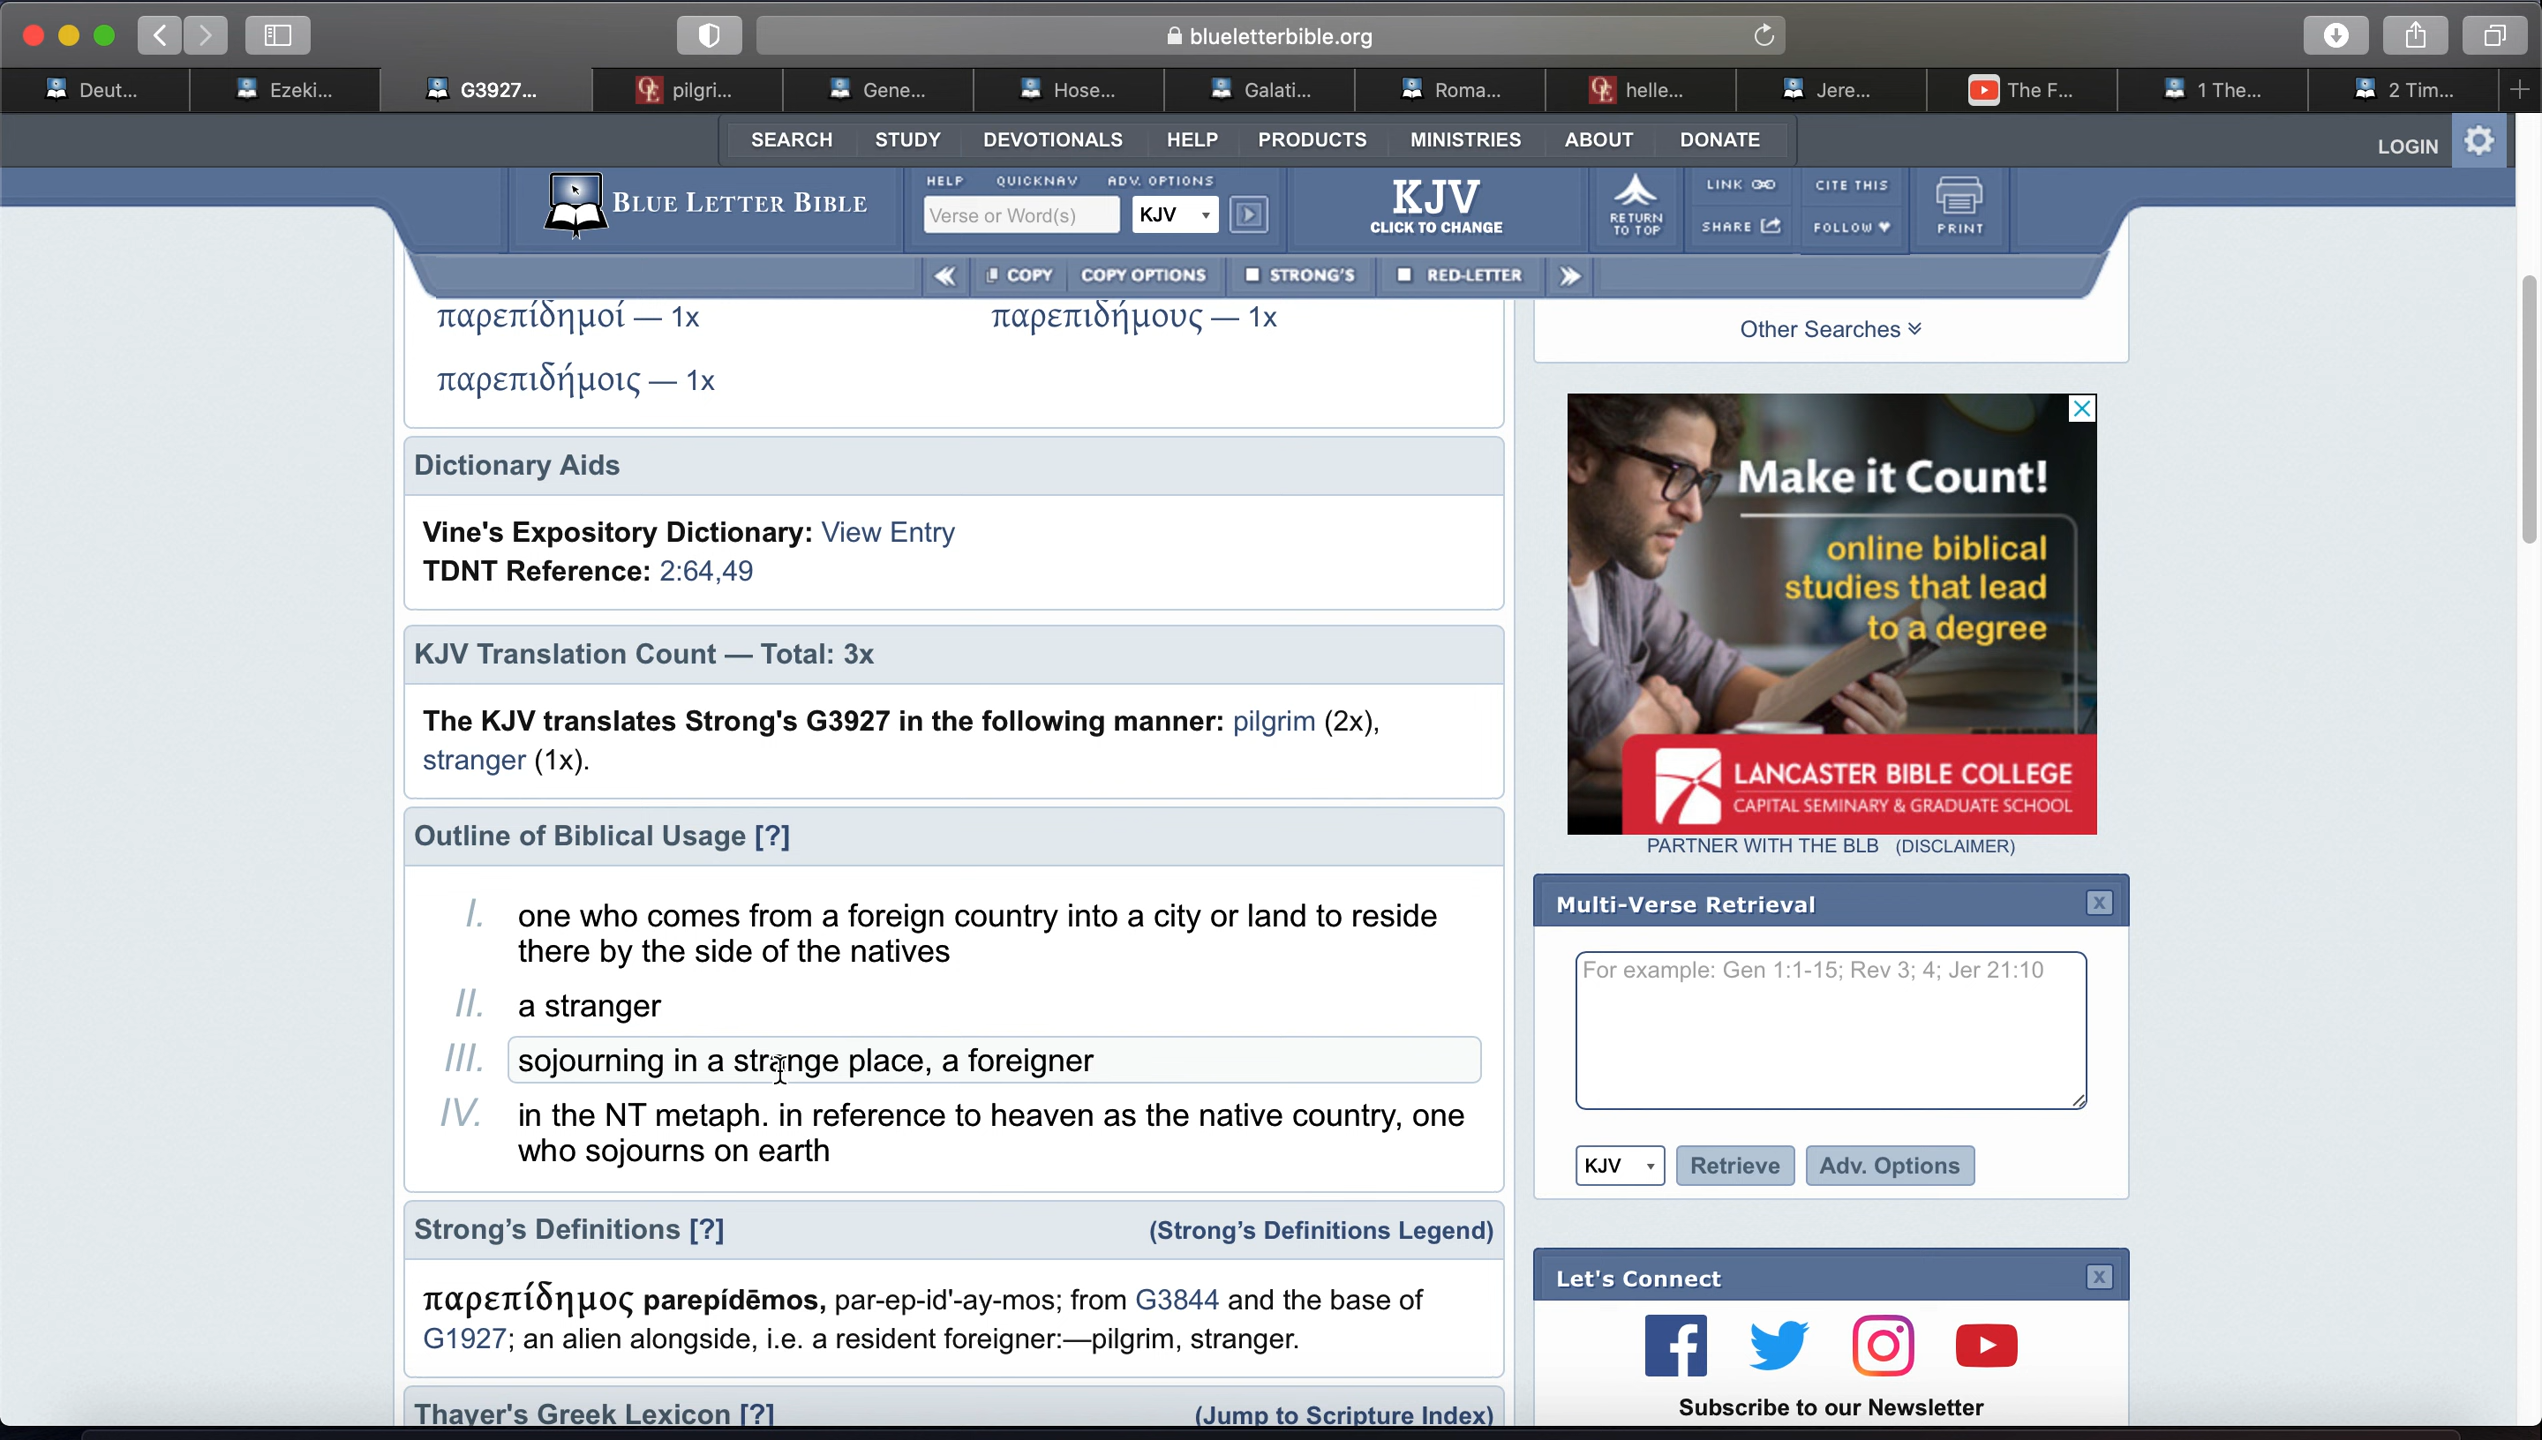 blueletterbible.org
Deut...
Ezeki...
G3927...
pilgri...
Gene...
Hose...
Galati...
Roma...
helle...
Jere...
The F...
1 The...
2 Tim...
SEARCH STUDY DEVOTIONALS HELP PRODUCTS MINISTRIES ABOUT DONATE
LOGIN
BLUE LETTER BIBLE
HELP QUICKNAV ADV. OPTIONS
Verse or Word(s)
KJV
KJV
CLICK TO CHANGE
RETURN
TO TOP
LINK
CITE THIS
SHARE
FOLLOW
PRINT
COPY COPY OPTIONS STRONG'S RED-LETTER
παρεπίδημοί — 1x
παρεπιδήμους — 1x
παρεπιδήμοις — 1x
Dictionary Aids
Vine's Expository Dictionary: View Entry
TDNT Reference: 2:64,49
KJV Translation Count — Total: 3x
The KJV translates Strong's G3927 in the following manner: pilgrim (2x),
stranger (1x).
Outline of Biblical Usage [?]
I. one who comes from a foreign country into a city or land to reside
there by the side of the natives
II. a stranger
III. sojourning in a strange place, a foreigner
IV. in the NT metaph. in reference to heaven as the native country, one
who sojourns on earth
Strong’s Definitions [?]
(Strong’s Definitions Legend)
παρεπίδημος parepídēmos, par-ep-id'-ay-mos; from G3844 and the base of
G1927; an alien alongside, i.e. a resident foreigner:—pilgrim, stranger.
Thayer's Greek Lexicon [?]
(Jump to Scripture Index)
Other Searches
Make it Count!
online biblical
studies that lead
to a degree
LANCASTER BIBLE COLLEGE
CAPITAL SEMINARY & GRADUATE SCHOOL
PARTNER WITH THE BLB (DISCLAIMER)
Multi-Verse Retrieval
X
For example: Gen 1:1-15; Rev 3; 4; Jer 21:10
KJV
Retrieve
Adv. Options
Let's Connect
X
Subscribe to our Newsletter